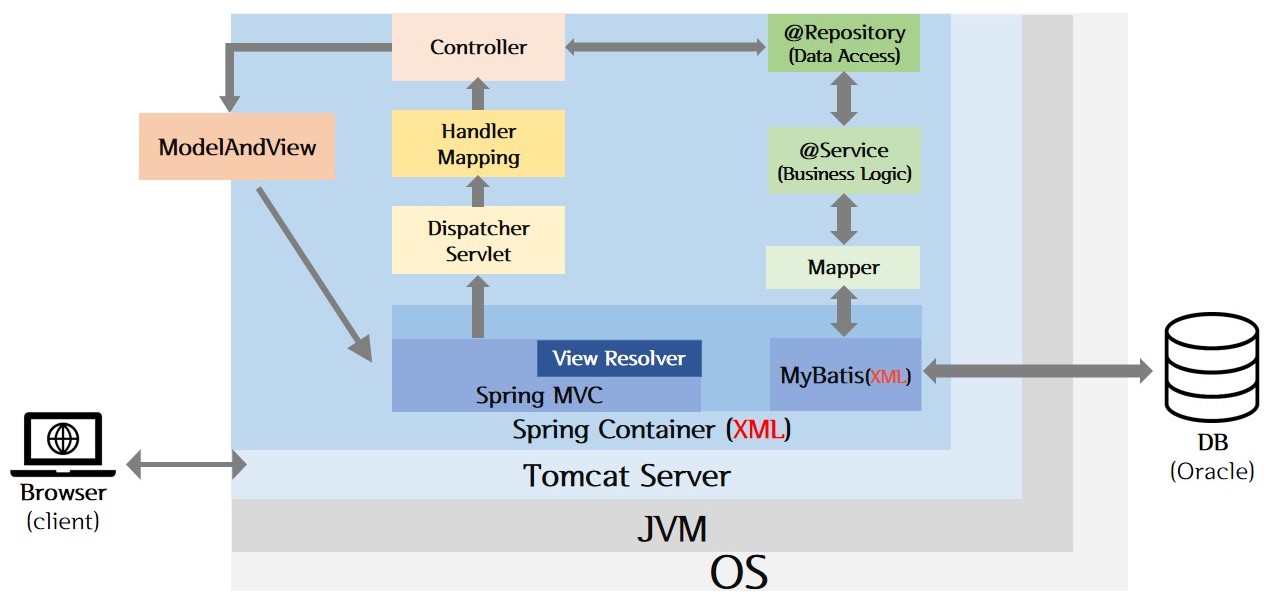 Controller
@Repository
(Data Access)
ModelAndView
Handler
Mapping
@Service
(Business Logic)
Dispatcher
Servlet
Mapper
View Resolver
Spring MVC
MyBatis(XML)
Spring Container (XML)
Tomcat Server
JVM
OS
Browser
(client)
DB
(Oracle)